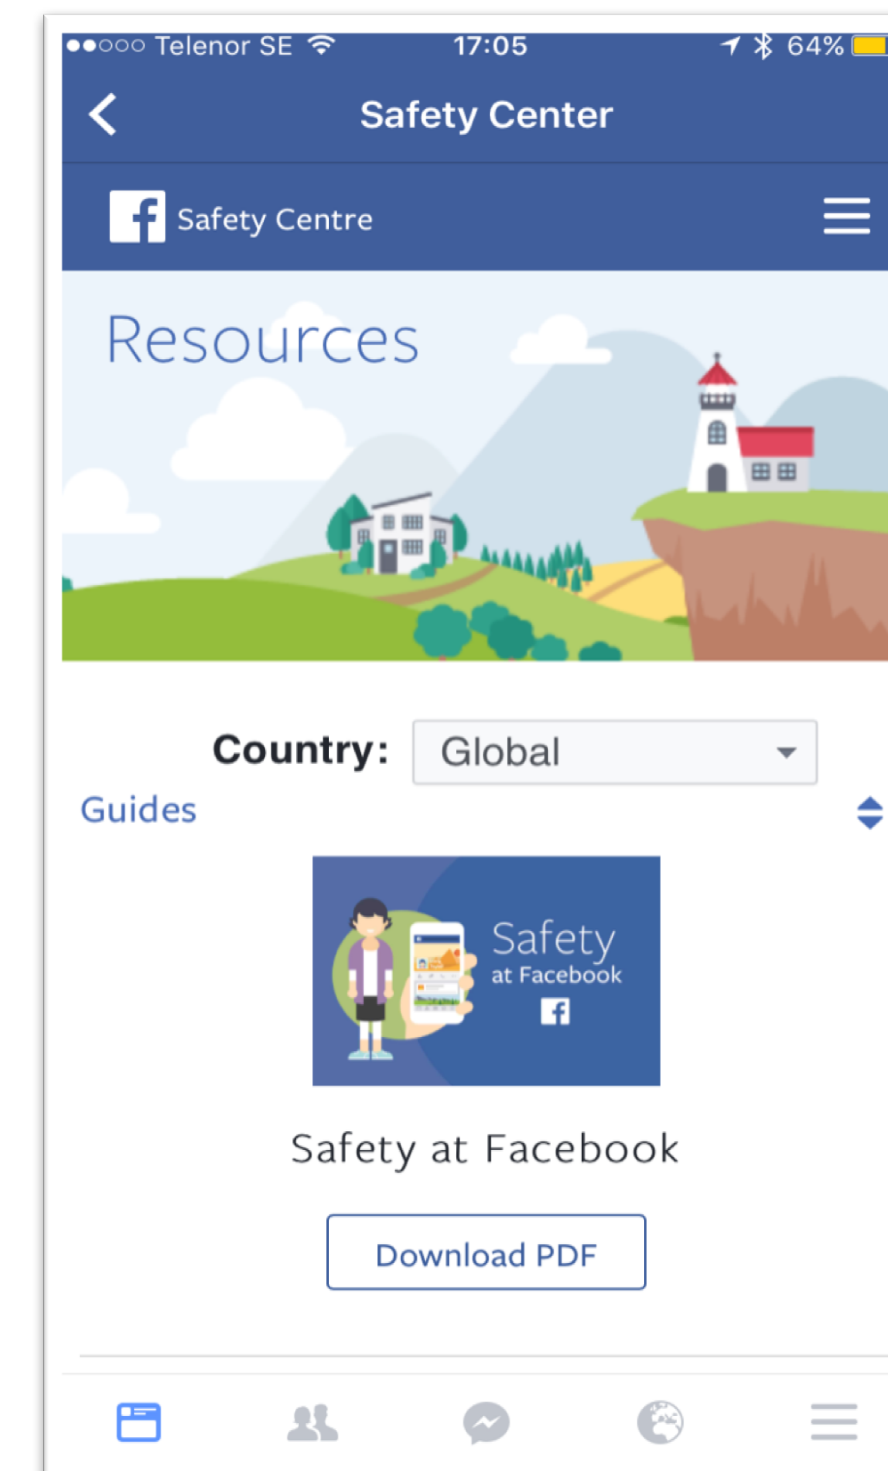 Telenor SE 17:05 64%
Safety Center
f Safety Centre
Resources
Country: Global
Guides
Safety
at Facebook
f
Safety at Facebook
Download PDF